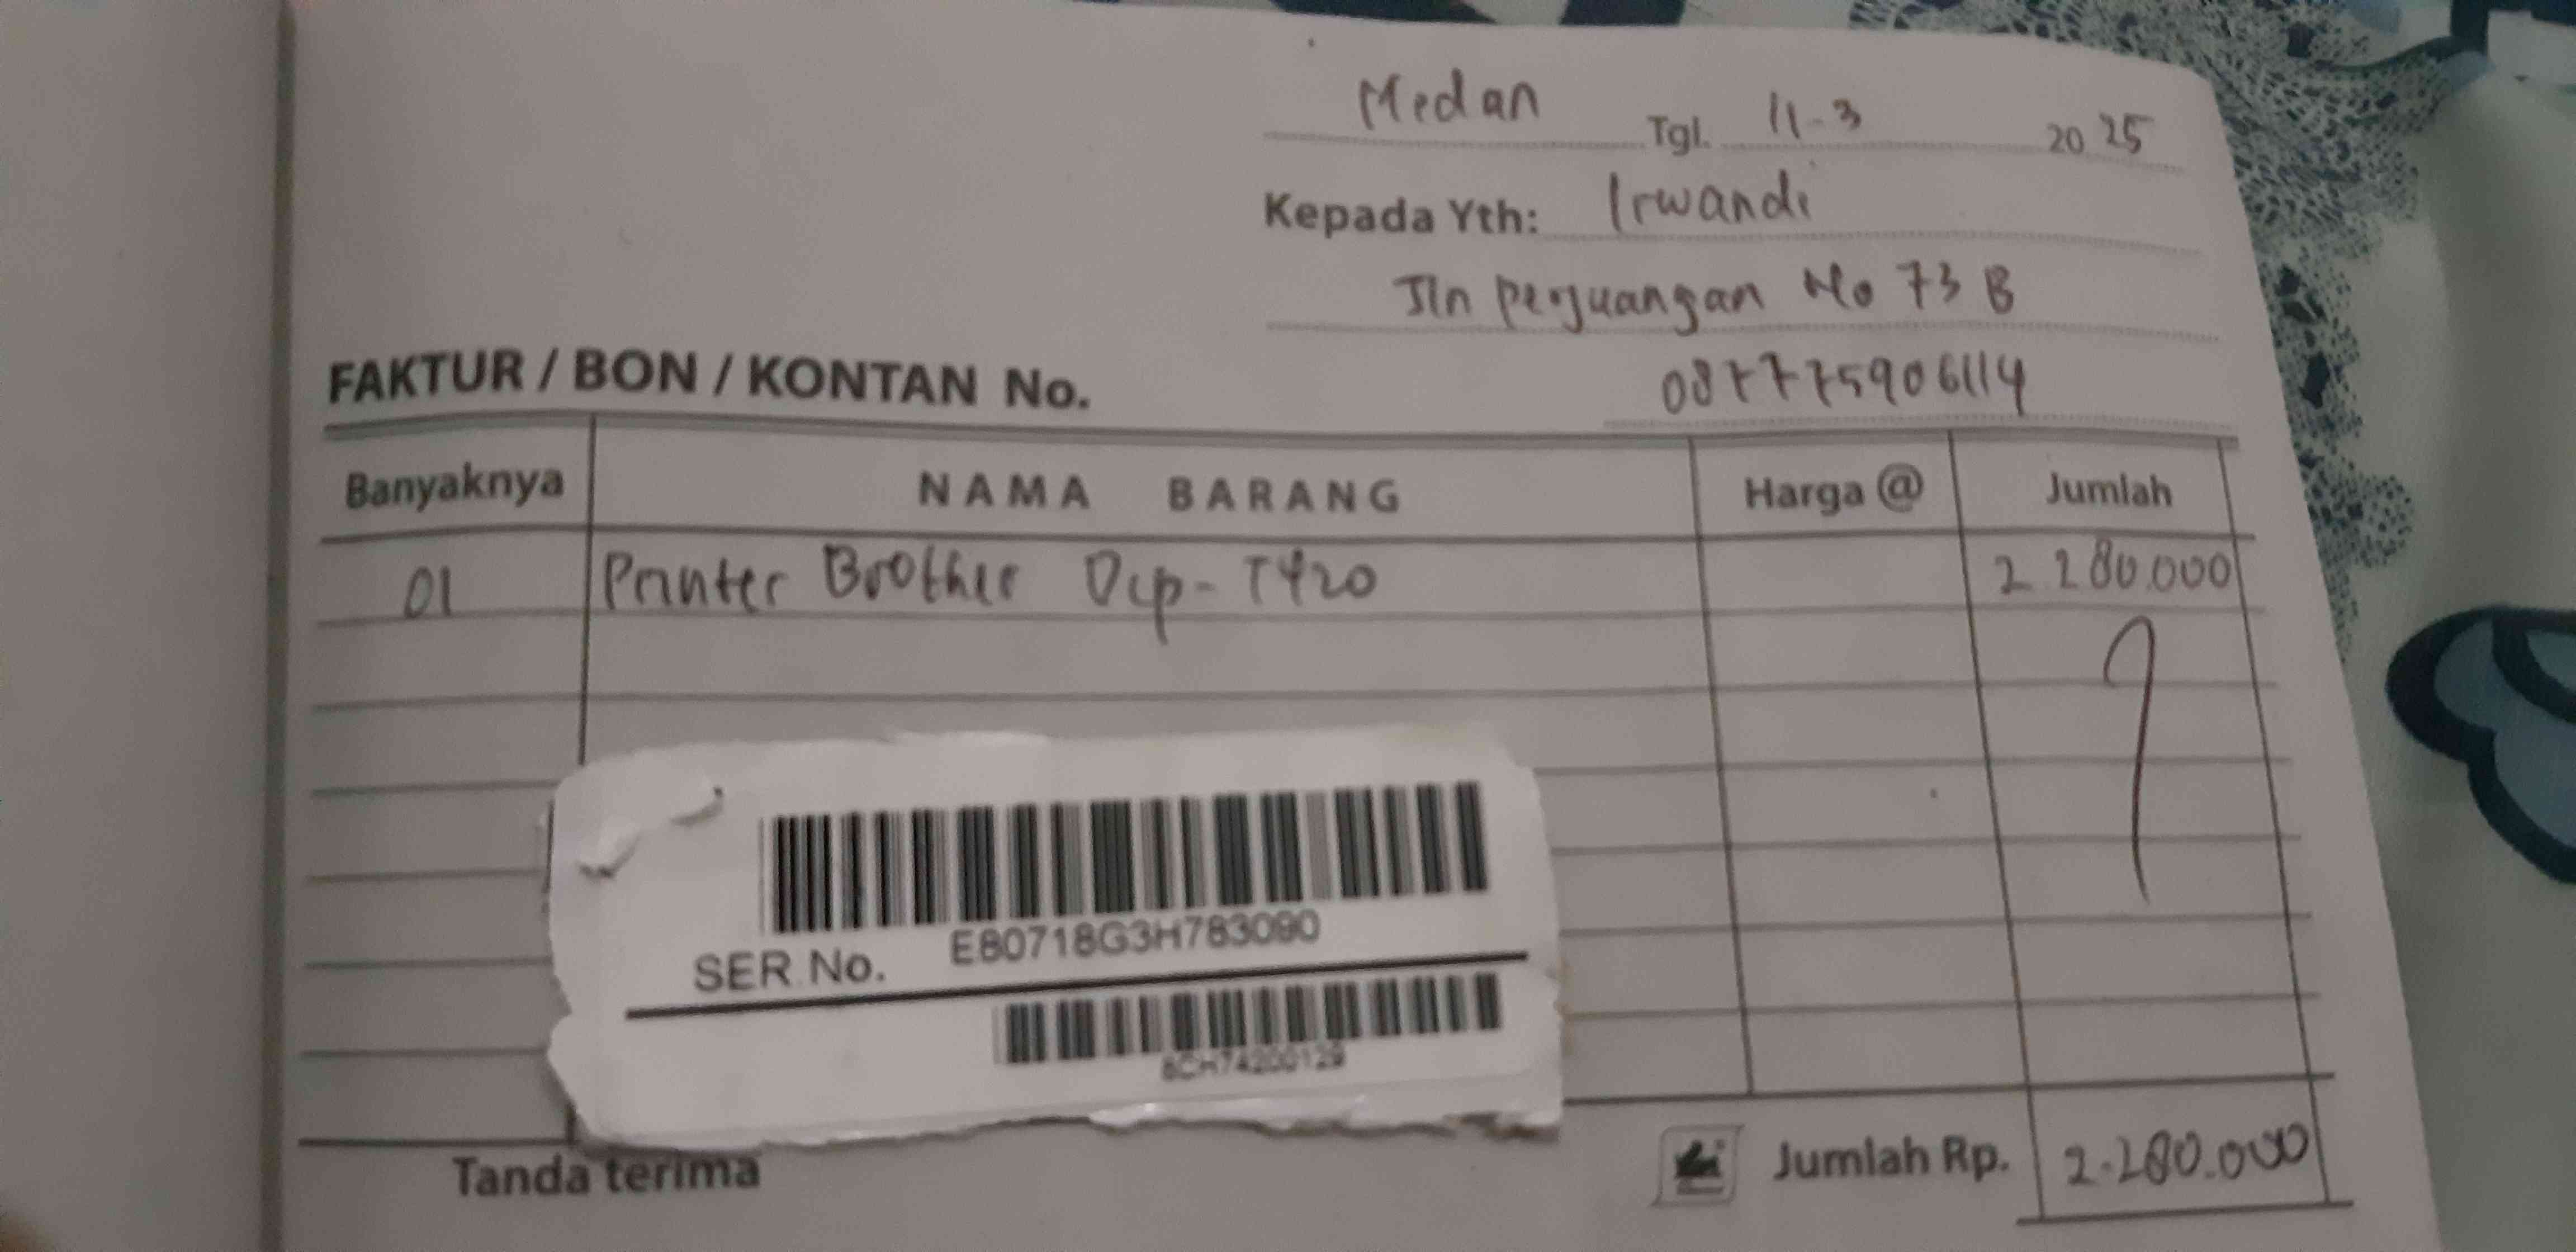 Medan Tgl. 11-3 2025
Kepada Yth: Irwandi
Jln Perjuangan No 73 B
FAKTUR / BON / KONTAN No. 087775906114
Banyaknya NAMA BARANG Harga @ Jumlah
01 Printer Brother Dcp-T420 2.280.000
SER.No. E80718G3H783090
8CH74200129
Tanda terima Jumlah Rp. 2.280.000